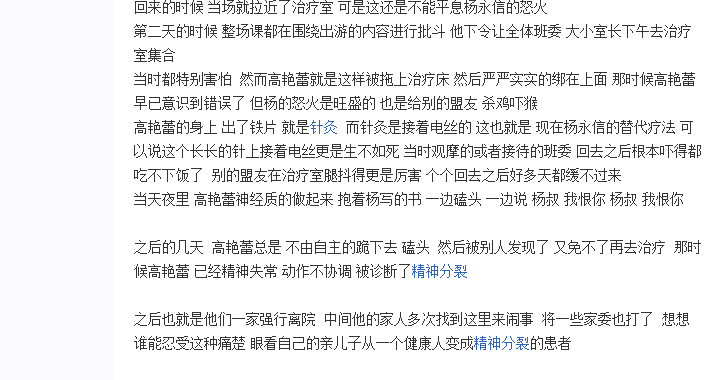 回来的时候 当场就拉近了治疗室 可是这还是不能平息杨永信的怒火
第二天的时候 整场课都在围绕出游的内容进行批斗 他下令让全体班委 大小室长下午去治疗
室集合
当时都特别害怕  然而高艳蕾就是这样被拖上治疗床 然后严严实实的绑在上面 那时候高艳蕾
早已意识到错误了 但杨的怒火是旺盛的 也是给别的盟友 杀鸡吓猴
高艳蕾的身上 出了铁片 就是针灸  而针灸是接着电丝的 这也就是 现在杨永信的替代疗法 可
以说这个长长的针上接着电丝更是生不如死 当时观摩的或者接待的班委 回去之后根本吓得都
吃不下饭了  别的盟友在治疗室腿抖得更是厉害 个个回去之后好多天都缓不过来
当天夜里 高艳蕾神经质的做起来 抱着杨写的书 一边磕头 一边说 杨叔 我恨你 杨叔 我恨你
之后的几天  高艳蕾总是 不由自主的跪下去 磕头  然后被别人发现了 又免不了再去治疗  那时
候高艳蕾 已经精神失常 动作不协调 被诊断了精神分裂
之后也就是他们一家强行离院  中间他的家人多次找到这里来闹事  将一些家委也打了  想想
谁能忍受这种痛楚 眼看自己的亲儿子从一个健康人变成精神分裂的患者